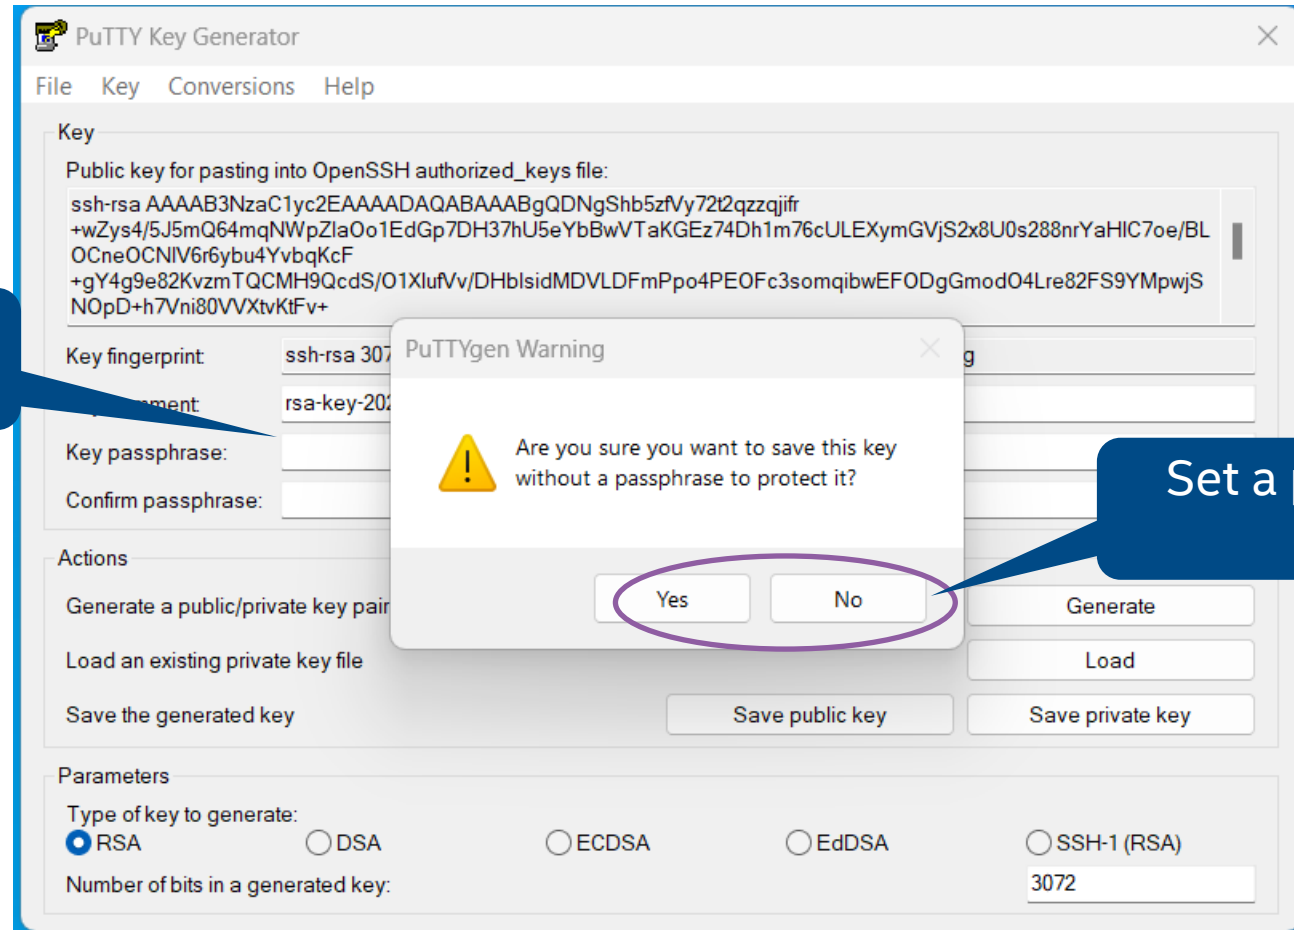 PuTTY Key Generator
File Key Conversions Help
Key
Public key for pasting into OpenSSH authorized_keys file:
ssh-rsa AAAAB3NzaC1yc2EAAAADAQABAAABgQDNgShb5zfVy72t2qzzqjifr
+wZys4/5J5mQ64mqNWpZlaOo1EdGp7DH37hU5eYbBwVTaKGEz74Dh1m76cULEXymGVjS2x8U0s288nrYaHIC7oe/BL
OCneOCNIV6r6ybu4YvbqKcF
+gY4g9e82KvzmTQCMH9QcdS/O1XlufVv/DHblsidMDVLDFmPpo4PEOFc3somqibwEFODgGmodO4Lre82FS9YMpwjS
NOpD+h7Vni80VVXtvKtFv+
Key fingerprint: ssh-rsa 307
rsa-key-202
Key passphrase:
Confirm passphrase:
PuTTYgen Warning
Are you sure you want to save this key
without a passphrase to protect it?
Yes No
Set a
Actions
Generate a public/private key pair Generate
Load an existing private key file Load
Save the generated key Save public key Save private key
Parameters
Type of key to generate:
RSA DSA ECDSA EdDSA SSH-1 (RSA)
Number of bits in a generated key: 3072